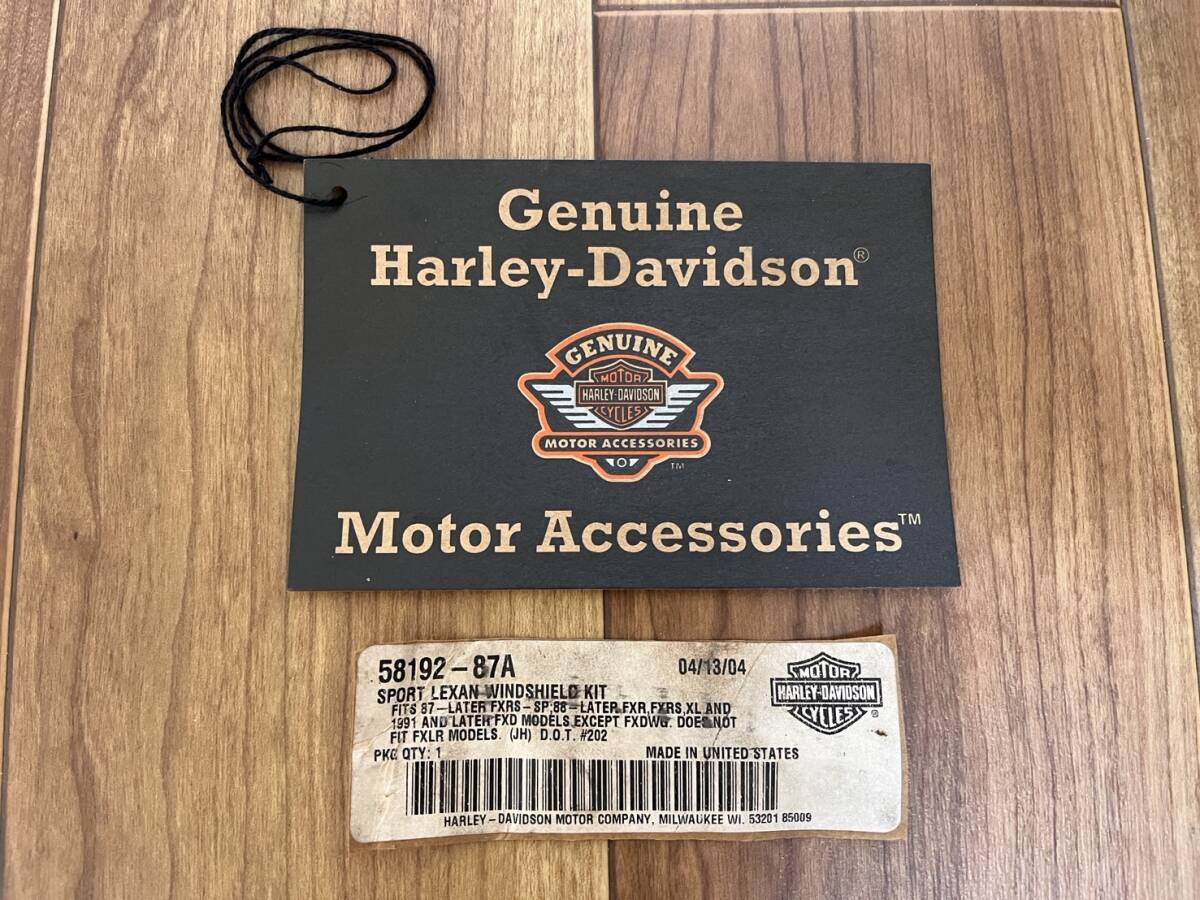 Genuine
Harley-Davidson®
GENUINE
MOTOR
HARLEY-DAVIDSON
CYCLES
MOTOR ACCESSORIES
TM
Motor Accessories™
58192-87A
04/13/04
SPORT LEXAN WINDSHIELD KIT
FITS 87-LATER FXRS-SP,88-LATER FXR,FXRS,XL AND
1991 AND LATER FXD MODELS EXCEPT FXDWG. DOES NOT
FIT FXLR MODELS. (JH) D.O.T. #202
PKG QTY: 1
MADE IN UNITED STATES
MOTOR
HARLEY-DAVIDSON
CYCLES
®
HARLEY-DAVIDSON MOTOR COMPANY, MILWAUKEE WI. 53201 85009